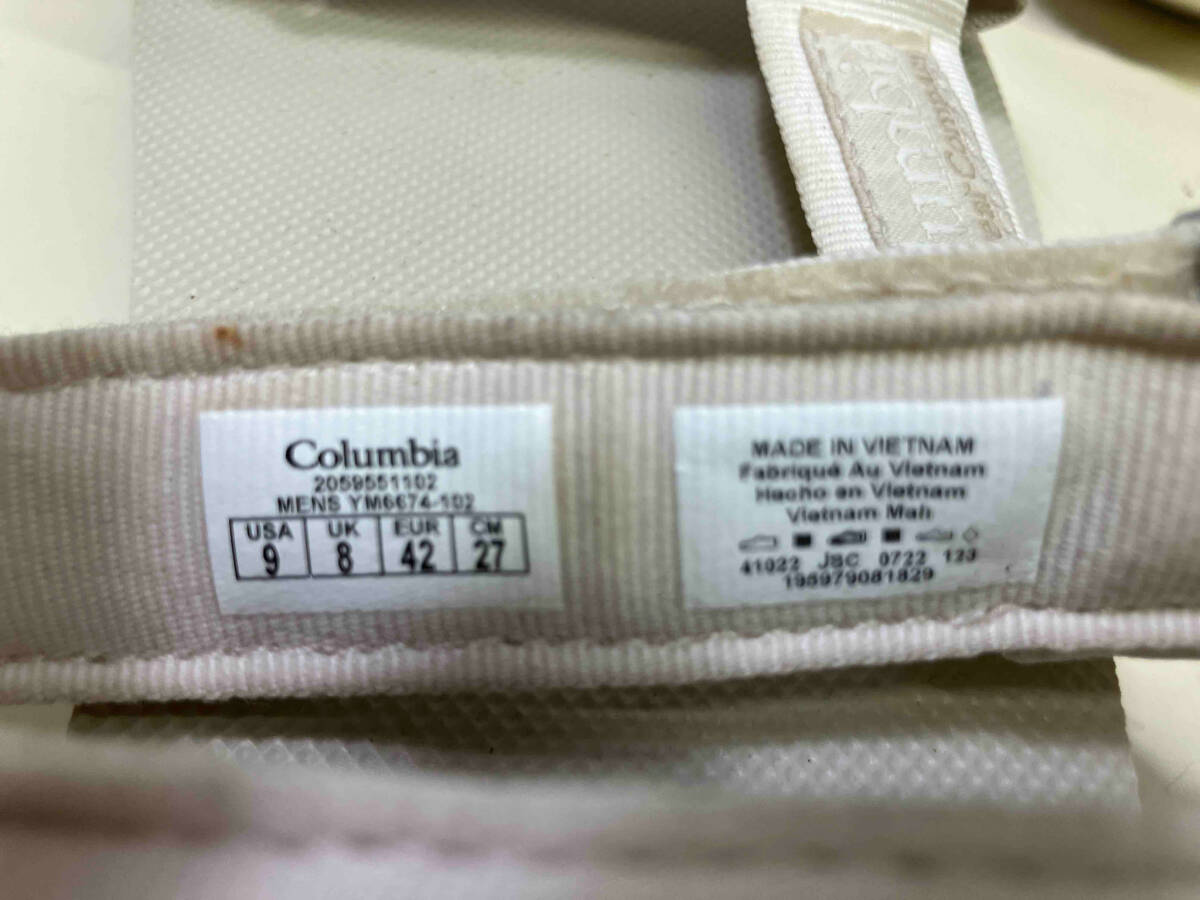 Columbia
2059551102
MENS YM6674-102
USA UK EUR CM
9 8 42 27
MADE IN VIETNAM
Fabriqué Au Vietnam
Hecho en Vietnam
Vietnam Mah
41022 JSC 0722 123
195979081829